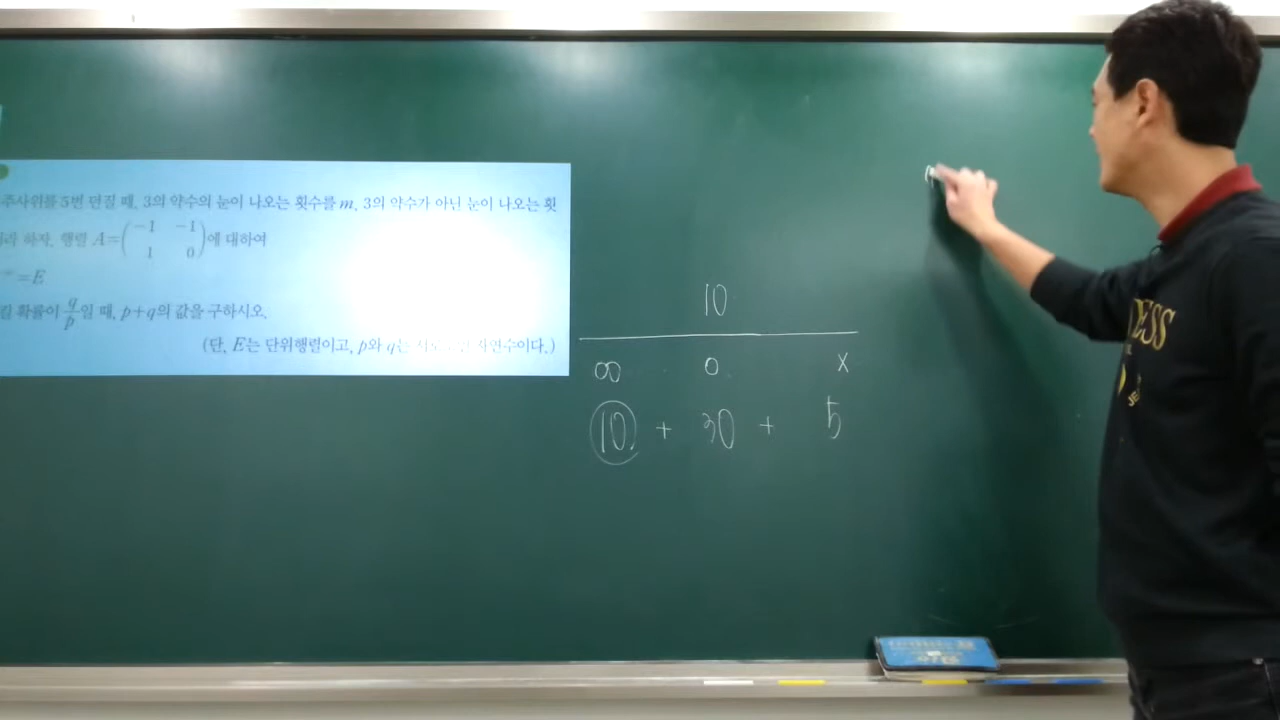 주사위를 5번 던질 때, 3의 약수의 눈이 나오는 횟수를 m, 3의 약수가 아닌 눈이 나오는 횟
라 하자. 행렬 A=(-1 -1
1 0)에 대하여
=E
확률이 q/p일 때, p+q의 값을 구하시오.
(단, E는 단위행렬이고, p와 q는 자연수이다.)
10
∞ 0 x
10 + 30 + 5
ESS